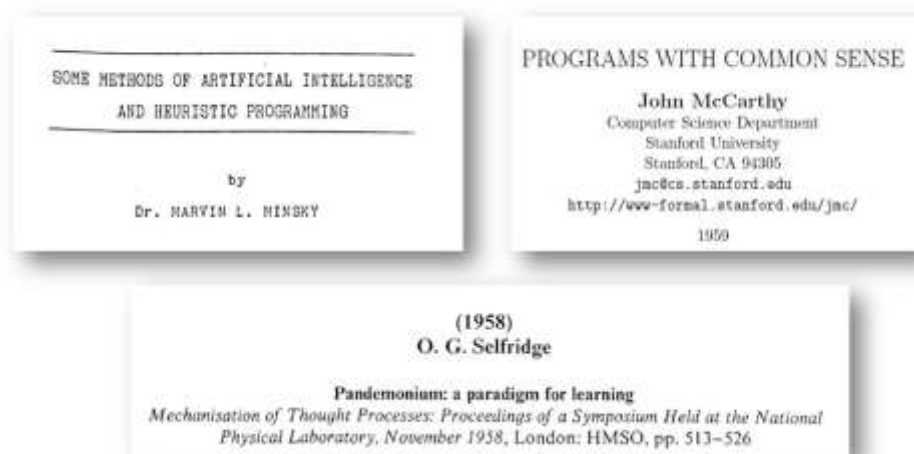 SOME METHODS OF ARTIFICIAL INTELLIGENCE
AND HEURISTIC PROGRAMMING
by
Dr. MARVIN L. MINSKY
PROGRAMS WITH COMMON SENSE
John McCarthy
Computer Science Department
Stanford University
Stanford, CA 94305
jmc@cs.stanford.edu
http://www-formal.stanford.edu/jmc/
1959
(1958)
O. G. Selfridge
Pandemonium: a paradigm for learning
Mechanisation of Thought Processes: Proceedings of a Symposium Held at the National
Physical Laboratory, November 1958, London: HMSO, pp. 513–526